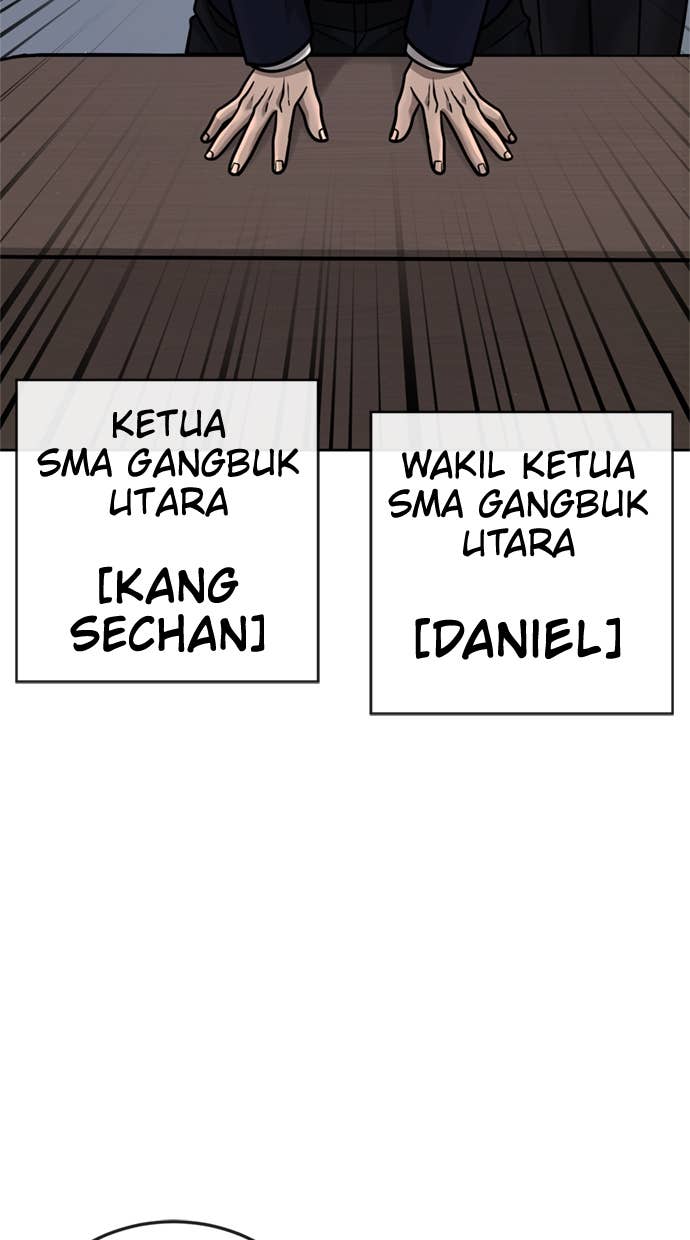 KETUA
SMA GANGBUK
UTARA
[KANG
SECHAN]
WAKIL KETUA
SMA GANGBUK
UTARA
[DANIEL]